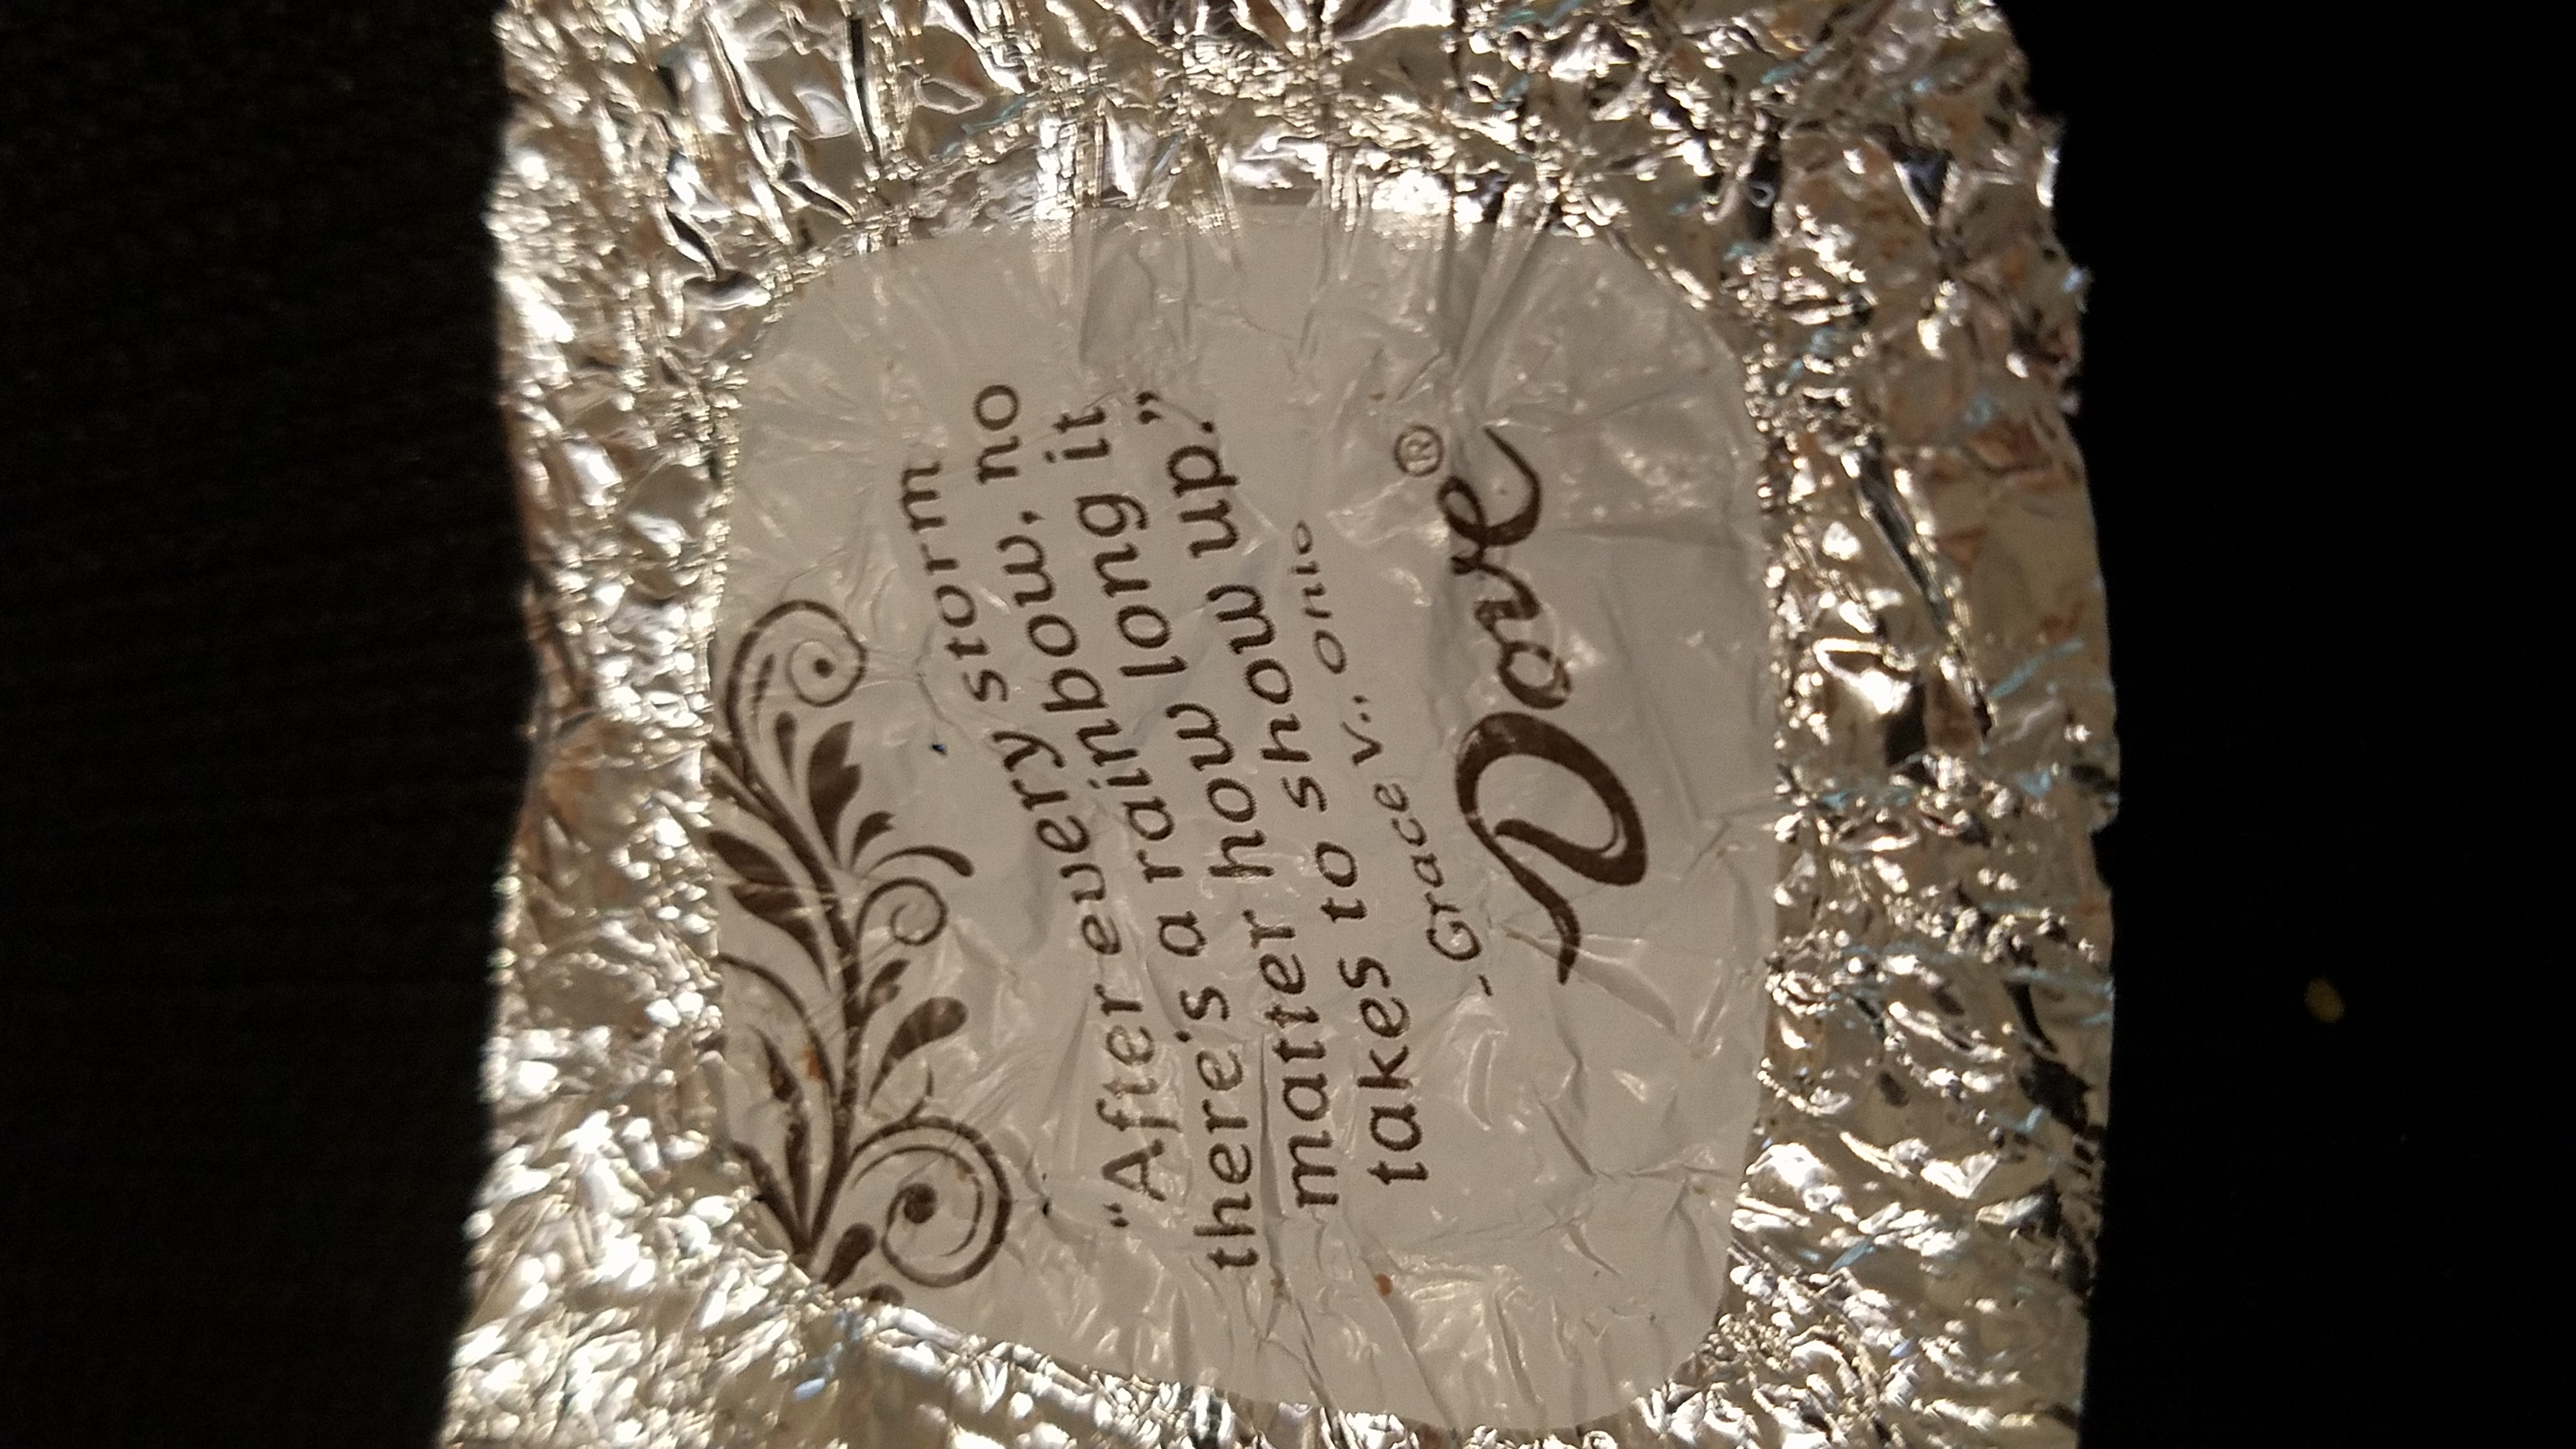 “After every storm
there's a rainbow, no
matter how long it
takes to show up.”
-Grace V., Ohio
Dove®